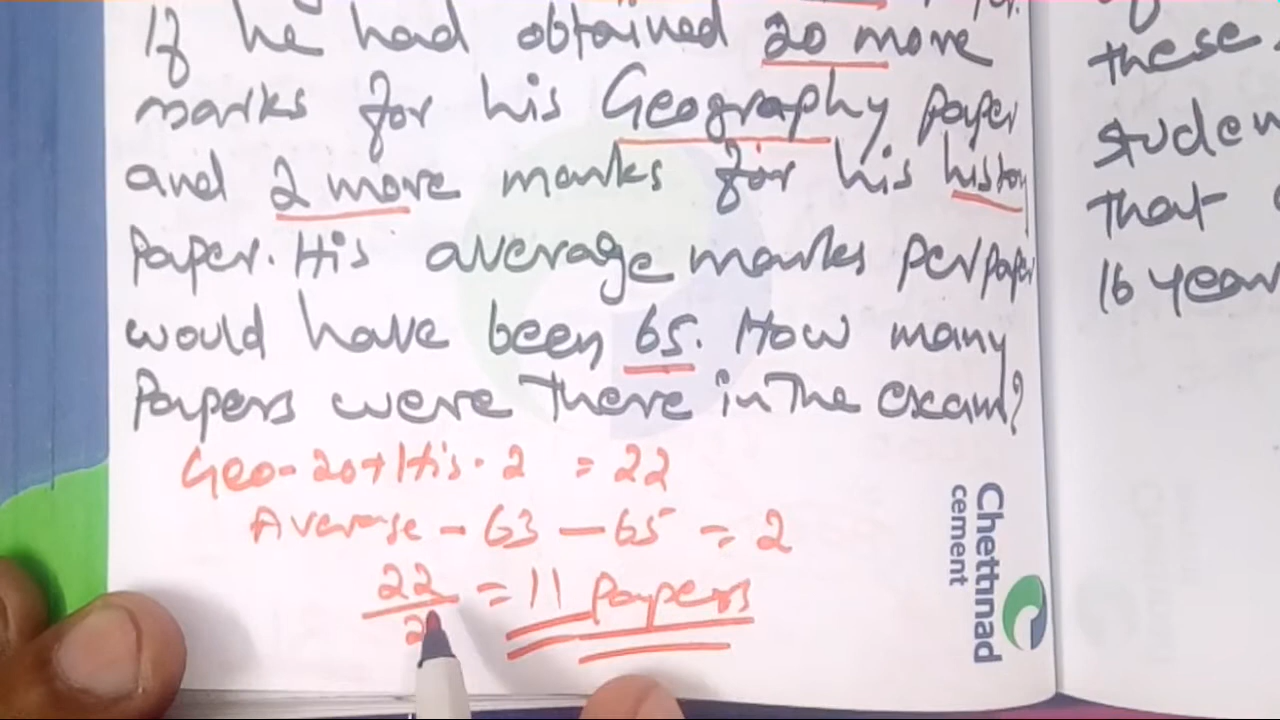 If he had obtained 20 more
marks for his Geography paper
and 2 more marks for his history
Paper. His average marks per paper
would have been 65. How many
Papers were there in The exam?
Geo - 20 + His - 2 = 22
Average - 63 - 65 = 2
22/2 = 11 Papers
these
studen
that
16 year
Chettinad
cement